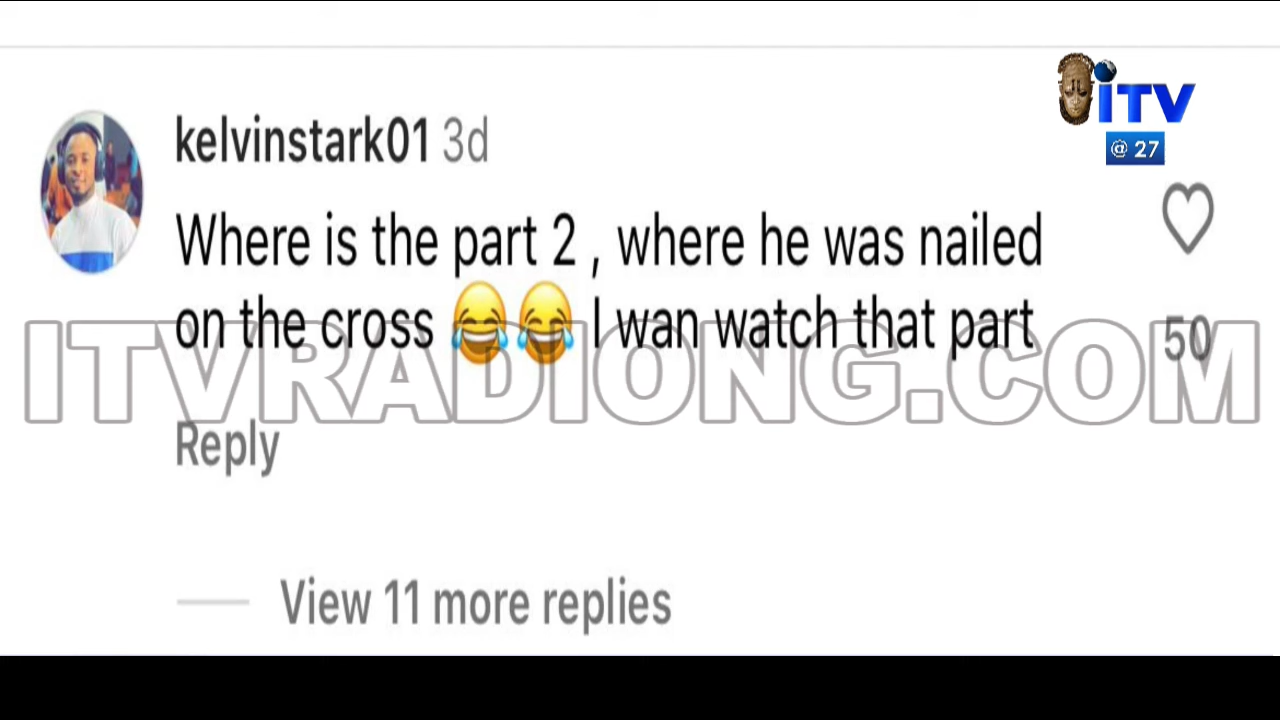 iTV
@ 27
kelvinstark01 3d
Where is the part 2 , where he was nailed
on the cross 😂😂 I wan watch that part
50
ITVRADIONG.COM
Reply
View 11 more replies